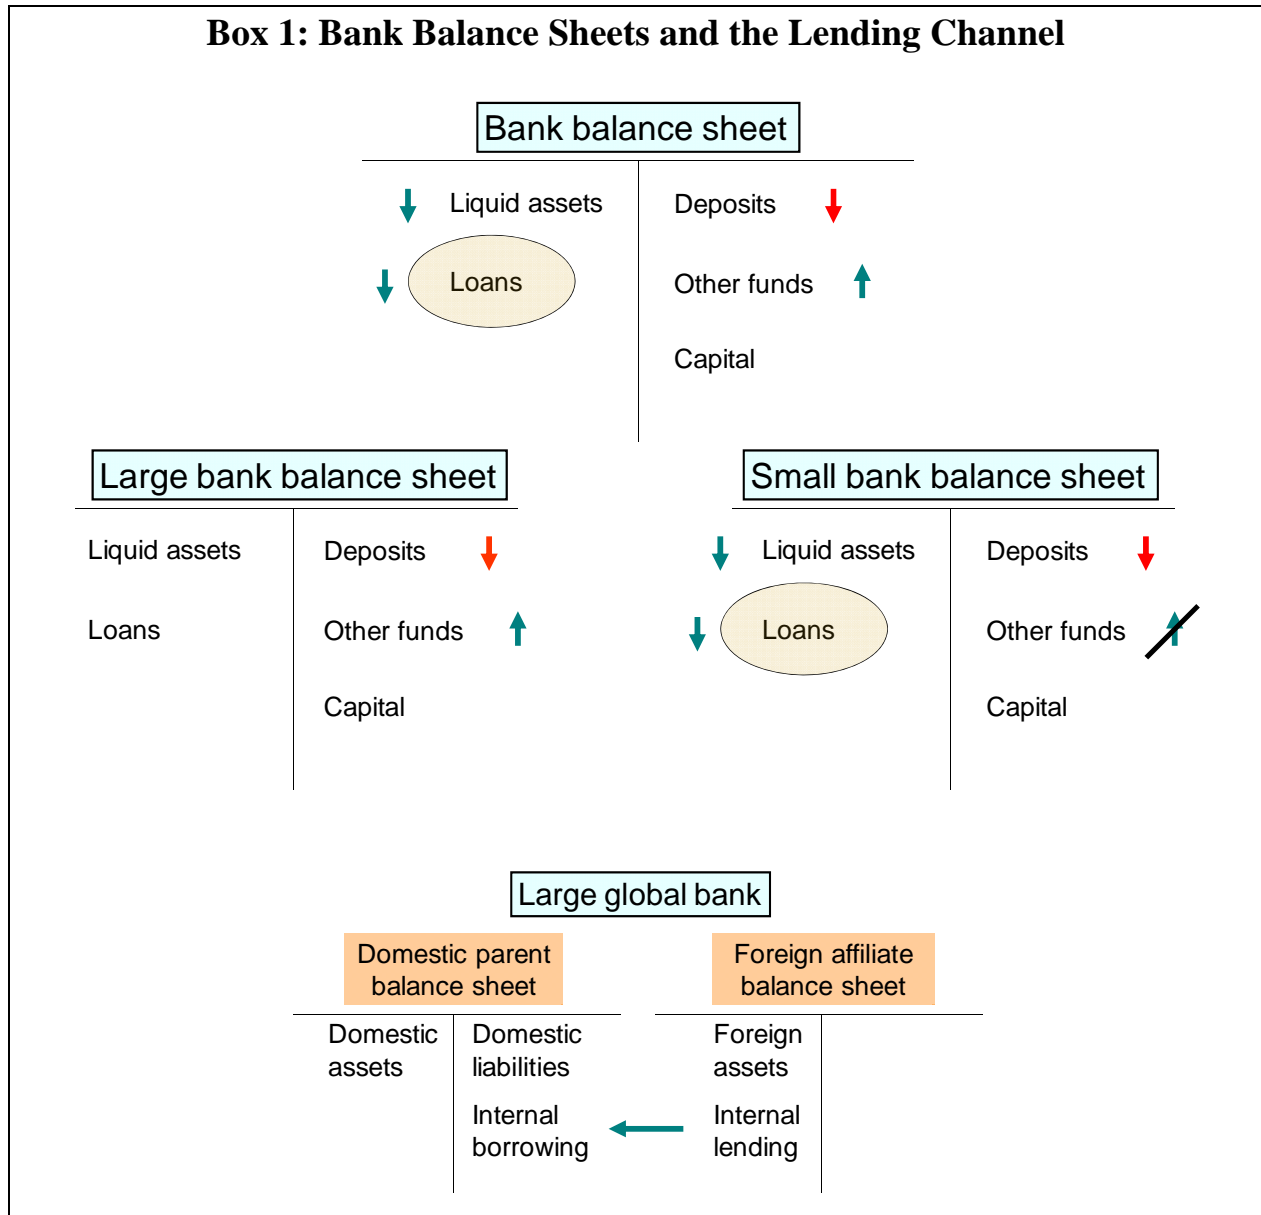 Box 1: Bank Balance Sheets and the Lending Channel
Bank balance sheet
Liquid assets
Deposits
Loans
Other funds
Capital
Large bank balance sheet
Liquid assets
Deposits
Loans
Other funds
Capital
Small bank balance sheet
Liquid assets
Deposits
Loans
Other funds
Capital
Large global bank
Domestic parent
balance sheet
Domestic
assets
Domestic
liabilities
Internal
borrowing
Foreign affiliate
balance sheet
Foreign
assets
Internal
lending